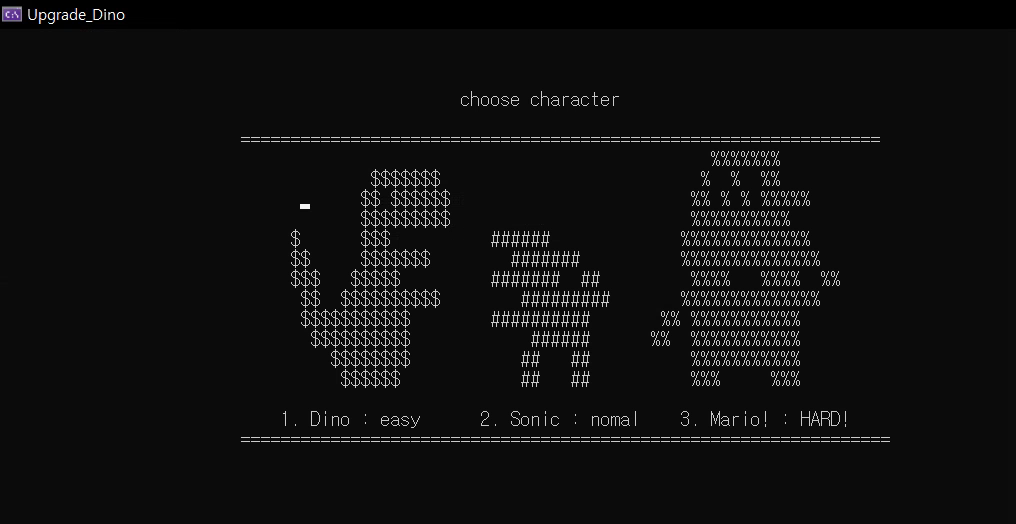 Upgrade_Dino
choose character
================================================================
%%%%%%%
$$$$$$$ % % %%
$$ $$$$$$ %% % % %%%%%
$$$$$$$$$ %%%%%%%%%%
$ $$$ ###### %%%%%%%%%%%%%
$$ $$$$$$$ ####### %%%%%%%%%%%%%%
$$$ $$$$$ ####### ## %%%% %%%% %%
$$ $$$$$$$$$$ ######### %%%%%%%%%%%%%%
$$$$$$$$$$$ ########## %% %%%%%%%%%%%
$$$$$$$$$$ ###### %% %%%%%%%%%%%
$$$$$$$$ ## ## %%%%%%%%%%%
$$$$$$ ## ## %%% %%%
1. Dino : easy 2. Sonic : nomal 3. Mario! : HARD!
=================================================================